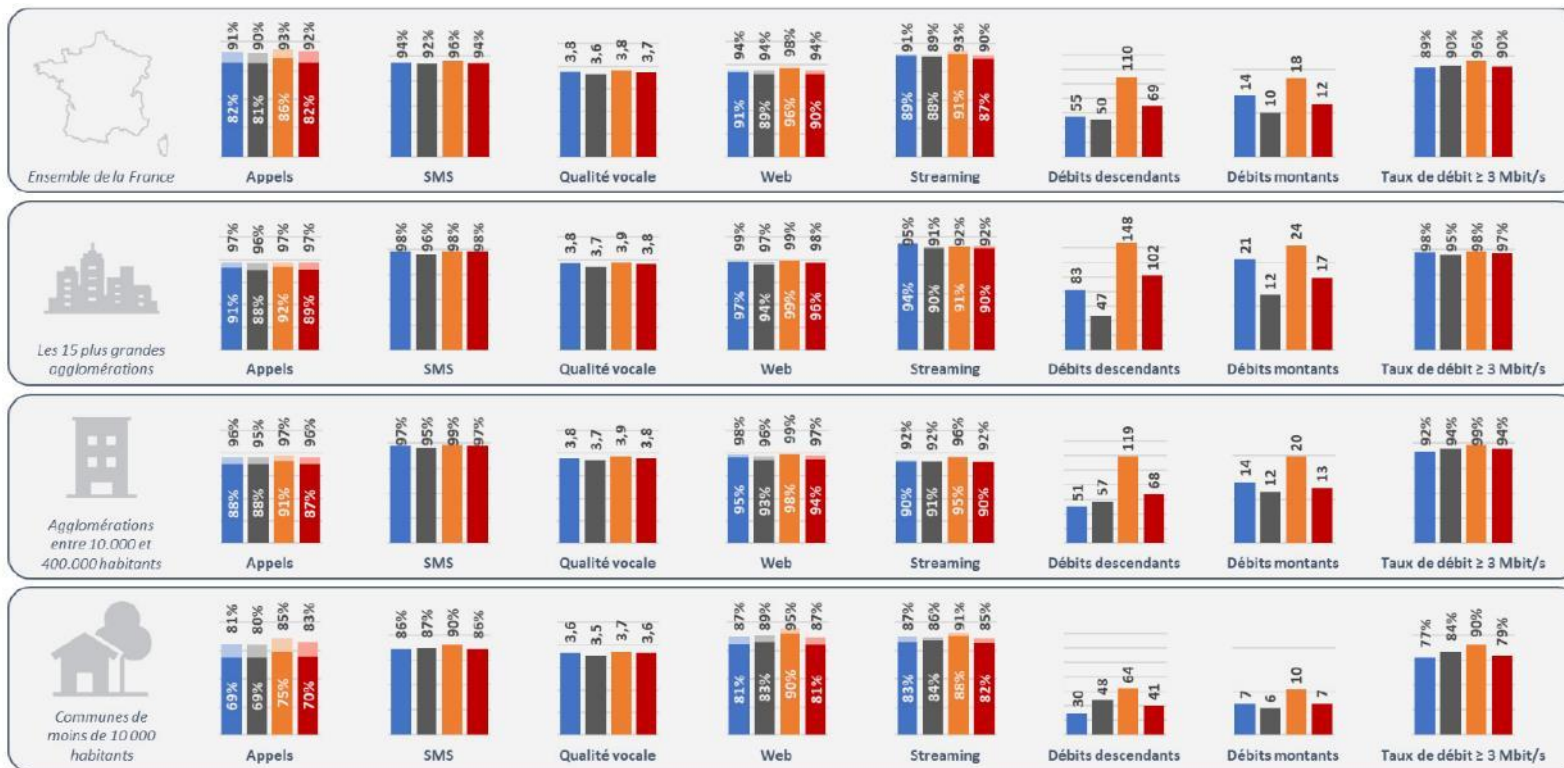 91% 90% 93% 92%
82% 81% 86% 82%
94% 92% 96% 94%
3,8 3,6 3,8 3,7
94% 94% 98% 94%
91% 89% 96% 90%
91% 89% 93% 90%
89% 88% 91% 87%
55 50 110 69
14 10 18 12
89% 90% 96% 90%
Ensemble de la France
Appels
SMS
Qualité vocale
Web
Streaming
Débits descendants
Débits montants
Taux de débit ≥ 3 Mbit/s
97% 96% 97% 97%
91% 88% 92% 89%
98% 96% 98% 98%
3,8 3,7 3,9 3,8
99% 97% 99% 98%
97% 94% 99% 96%
95% 91% 92% 92%
94% 90% 91% 90%
83 47 148 102
21 12 24 17
98% 95% 98% 97%
Les 15 plus grandes
agglomérations
Appels
SMS
Qualité vocale
Web
Streaming
Débits descendants
Débits montants
Taux de débit ≥ 3 Mbit/s
96% 95% 97% 96%
88% 88% 91% 87%
97% 95% 99% 97%
3,8 3,7 3,9 3,8
98% 96% 99% 97%
95% 93% 98% 94%
92% 92% 96% 92%
90% 91% 95% 90%
51 57 119 68
14 12 20 13
92% 94% 99% 94%
Agglomérations
entre 10.000 et
400.000 habitants
Appels
SMS
Qualité vocale
Web
Streaming
Débits descendants
Débits montants
Taux de débit ≥ 3 Mbit/s
81% 80% 85% 83%
69% 69% 75% 70%
86% 87% 90% 86%
3,6 3,5 3,7 3,6
87% 89% 95% 87%
81% 83% 90% 81%
87% 86% 91% 85%
83% 84% 88% 82%
30 48 64 41
7 6 10 7
77% 84% 90% 79%
Communes de
moins de 10 000
habitants
Appels
SMS
Qualité vocale
Web
Streaming
Débits descendants
Débits montants
Taux de débit ≥ 3 Mbit/s